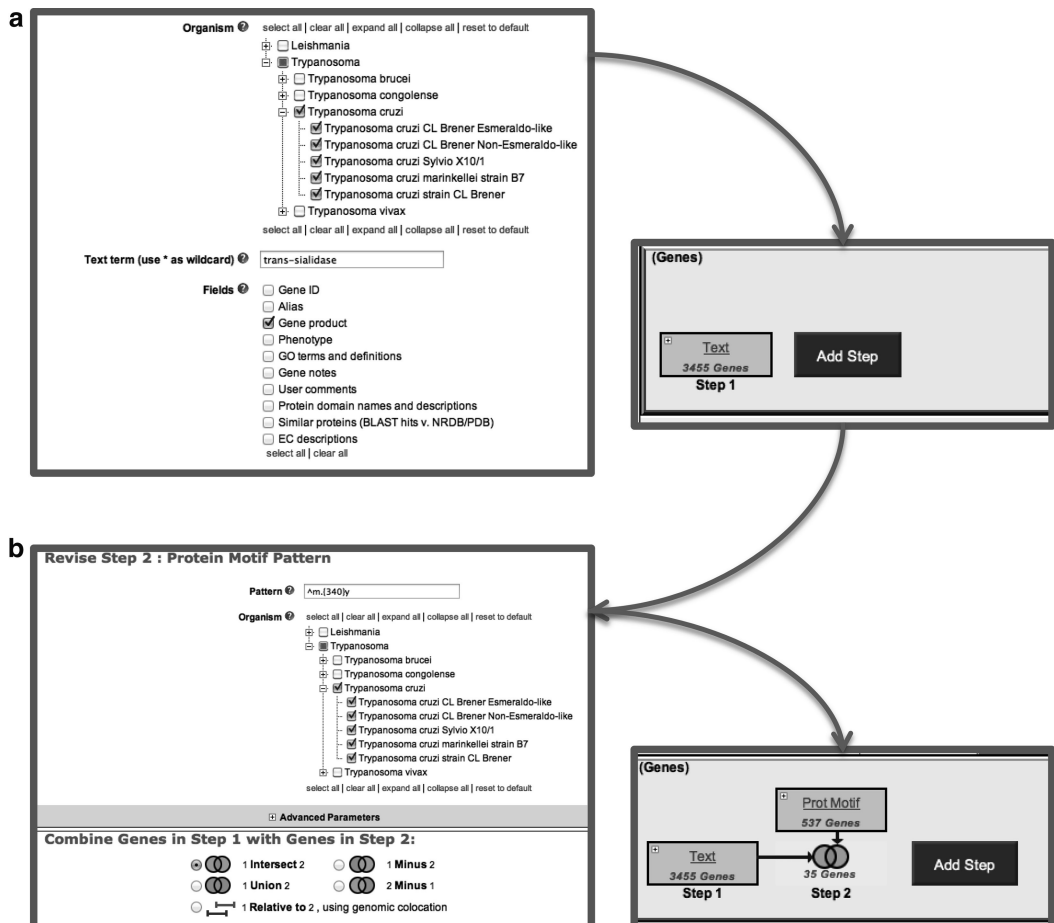 a
Organism
select all | clear all | expand all | collapse all | reset to default
Leishmania
Trypanosoma
Trypanosoma brucei
Trypanosoma congolense
Trypanosoma cruzi
Trypanosoma cruzi CL Brener Esmeraldo-like
Trypanosoma cruzi CL Brener Non-Esmeraldo-like
Trypanosoma cruzi Sylvio X10/1
Trypanosoma cruzi marinkellei strain B7
Trypanosoma cruzi strain CL Brener
Trypanosoma vivax
select all | clear all | expand all | collapse all | reset to default
Text term (use * as wildcard)
trans-sialidase
Fields
Gene ID
Alias
Gene product
Phenotype
GO terms and definitions
Gene notes
User comments
Protein domain names and descriptions
Similar proteins (BLAST hits v. NRDB/PDB)
EC descriptions
select all | clear all
(Genes)
Text
3455 Genes
Step 1
Add Step
b
Revise Step 2 : Protein Motif Pattern
Pattern
^m.{340}y
Organism
select all | clear all | expand all | collapse all | reset to default
Leishmania
Trypanosoma
Trypanosoma brucei
Trypanosoma congolense
Trypanosoma cruzi
Trypanosoma cruzi CL Brener Esmeraldo-like
Trypanosoma cruzi CL Brener Non-Esmeraldo-like
Trypanosoma cruzi Sylvio X10/1
Trypanosoma cruzi marinkellei strain B7
Trypanosoma cruzi strain CL Brener
Trypanosoma vivax
select all | clear all | expand all | collapse all | reset to default
Advanced Parameters
Combine Genes in Step 1 with Genes in Step 2:
1 Intersect 2
1 Minus 2
1 Union 2
2 Minus 1
1 Relative to 2 , using genomic colocation
(Genes)
Prot Motif
537 Genes
Text
3455 Genes
Step 1
35 Genes
Step 2
Add Step